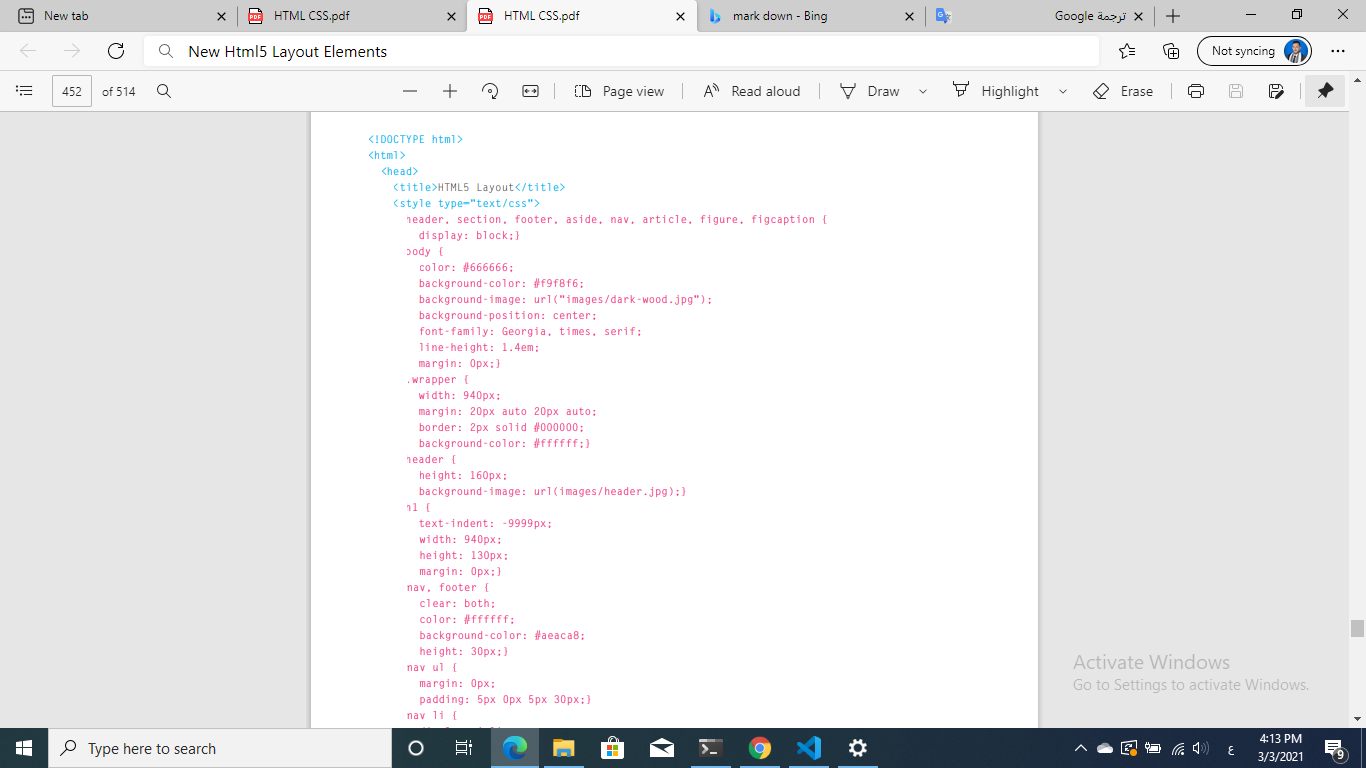 New tab
HTML CSS.pdf
HTML CSS.pdf
mark down - Bing
ترجمة Google
New Html5 Layout Elements
Not syncing
452 of 514
Page view
Read aloud
Draw
Highlight
Erase
<!DOCTYPE html>
<html>
<head>
<title>HTML5 Layout</title>
<style type="text/css">
header, section, footer, aside, nav, article, figure, figcaption {
display: block;}
body {
color: #666666;
background-color: #f9f8f6;
background-image: url("images/dark-wood.jpg");
background-position: center;
font-family: Georgia, times, serif;
line-height: 1.4em;
margin: 0px;}
.wrapper {
width: 940px;
margin: 20px auto 20px auto;
border: 2px solid #000000;
background-color: #ffffff;}
header {
height: 160px;
background-image: url(images/header.jpg);}
h1 {
text-indent: -9999px;
width: 940px;
height: 130px;
margin: 0px;}
nav, footer {
clear: both;
color: #ffffff;
background-color: #aeaca8;
height: 30px;}
nav ul {
margin: 0px;
padding: 5px 0px 5px 30px;}
nav li {
Activate Windows
Go to Settings to activate Windows.
Type here to search
ع
4:13 PM
3/3/2021
9